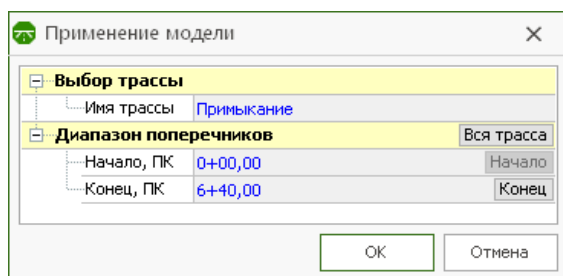 Применение модели
Выбор трассы
Имя трассы Примыкание
Диапазон поперечников Вся трасса
Начало, ПК 0+00,00 Начало
Конец, ПК 6+40,00 Конец
ОК Отмена